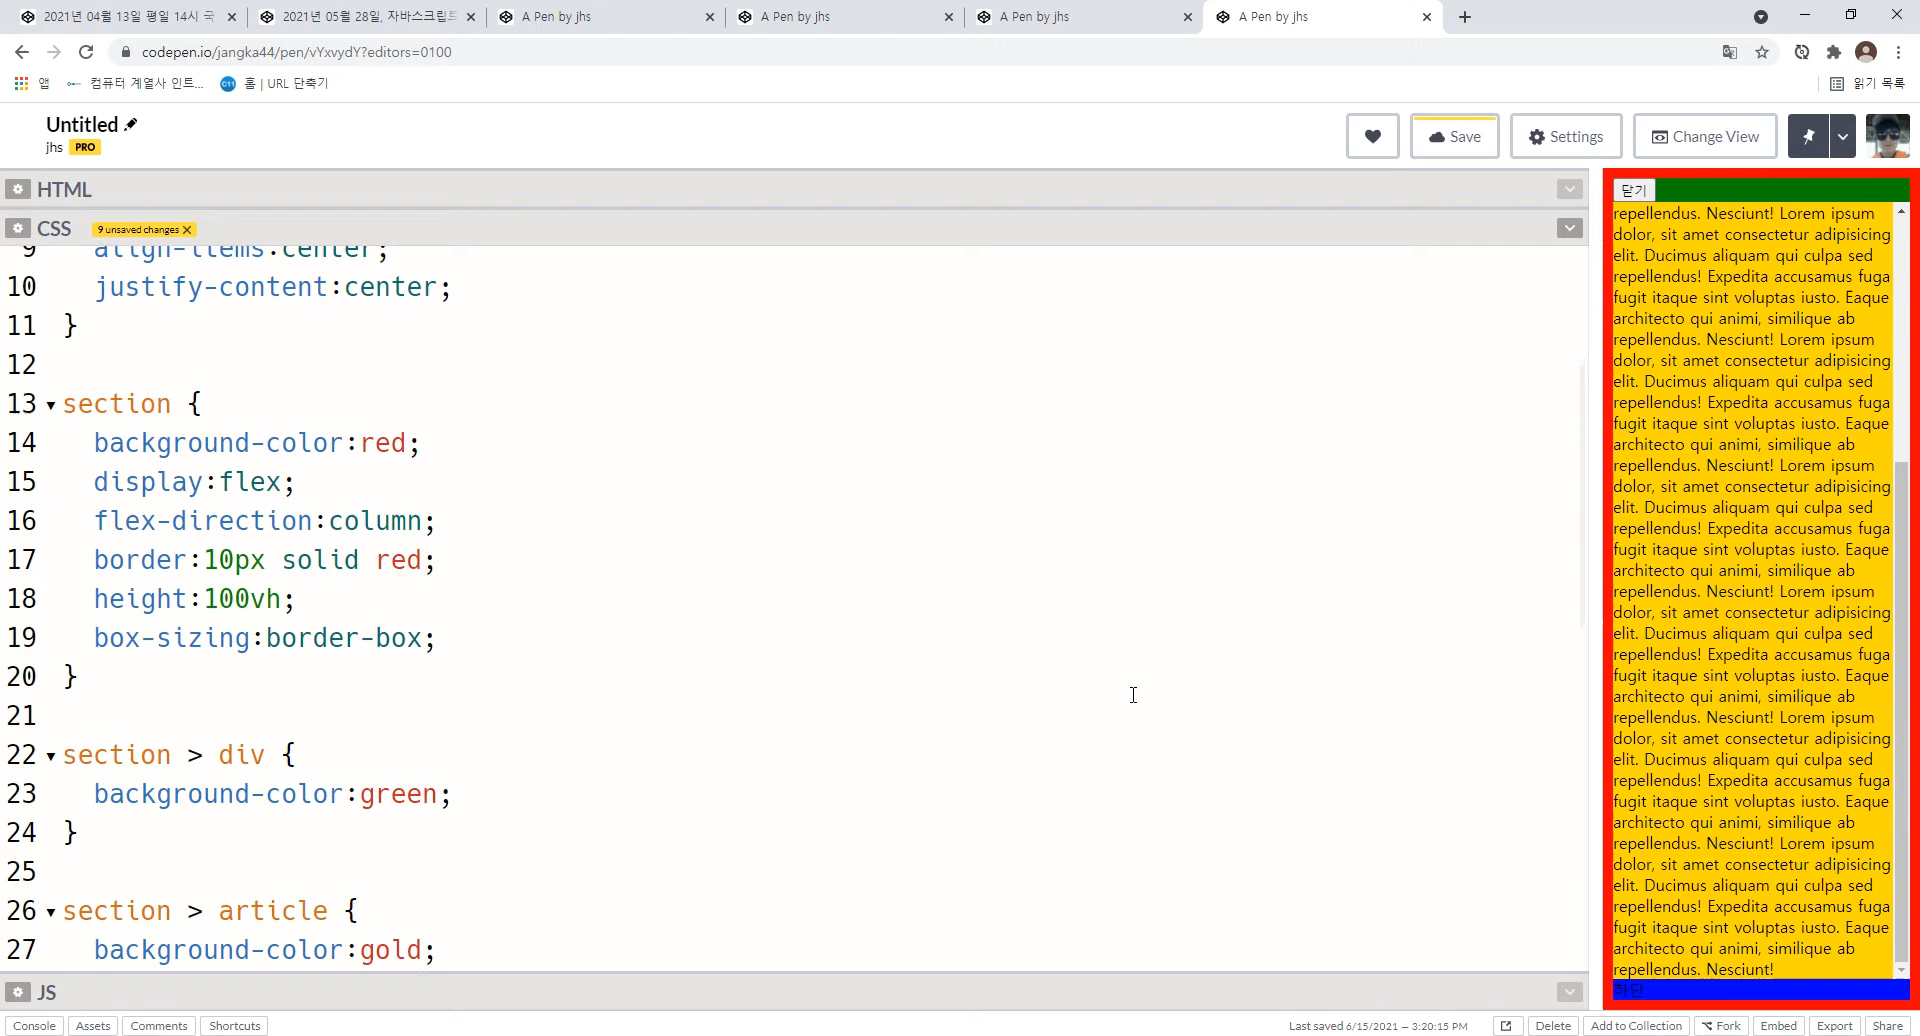 2021년 04월 13일 평일 14시 국
2021년 05월 28일, 자바스크립트
A Pen by jhs
A Pen by jhs
A Pen by jhs
A Pen by jhs
codepen.io/jangka44/pen/vYxvydY?editors=0100
앱
컴퓨터 계열사 인트...
홈 | URL 단축기
읽기 목록
Untitled
jhs PRO
Save
Settings
Change View
HTML
CSS
9 unsaved changes
9 align-items:center;
10 justify-content:center;
11 }
12
13 section {
14 background-color:red;
15 display:flex;
16 flex-direction:column;
17 border:10px solid red;
18 height:100vh;
19 box-sizing:border-box;
20 }
21
22 section > div {
23 background-color:green;
24 }
25
26 section > article {
27 background-color:gold;
JS
닫기
repellendus. Nesciunt! Lorem ipsum
dolor, sit amet consectetur adipisicing
elit. Ducimus aliquam qui culpa sed
repellendus! Expedita accusamus fuga
fugit itaque sint voluptas iusto. Eaque
architecto qui animi, similique ab
repellendus. Nesciunt! Lorem ipsum
dolor, sit amet consectetur adipisicing
elit. Ducimus aliquam qui culpa sed
repellendus! Expedita accusamus fuga
fugit itaque sint voluptas iusto. Eaque
architecto qui animi, similique ab
repellendus. Nesciunt! Lorem ipsum
dolor, sit amet consectetur adipisicing
elit. Ducimus aliquam qui culpa sed
repellendus! Expedita accusamus fuga
fugit itaque sint voluptas iusto. Eaque
architecto qui animi, similique ab
repellendus. Nesciunt! Lorem ipsum
dolor, sit amet consectetur adipisicing
elit. Ducimus aliquam qui culpa sed
repellendus! Expedita accusamus fuga
fugit itaque sint voluptas iusto. Eaque
architecto qui animi, similique ab
repellendus. Nesciunt! Lorem ipsum
dolor, sit amet consectetur adipisicing
elit. Ducimus aliquam qui culpa sed
repellendus! Expedita accusamus fuga
fugit itaque sint voluptas iusto. Eaque
architecto qui animi, similique ab
repellendus. Nesciunt! Lorem ipsum
dolor, sit amet consectetur adipisicing
elit. Ducimus aliquam qui culpa sed
repellendus! Expedita accusamus fuga
fugit itaque sint voluptas iusto. Eaque
architecto qui animi, similique ab
repellendus. Nesciunt!
하단
Console
Assets
Comments
Shortcuts
Last saved 6/15/2021 — 3:20:15 PM
Delete
Add to Collection
Fork
Embed
Export
Share